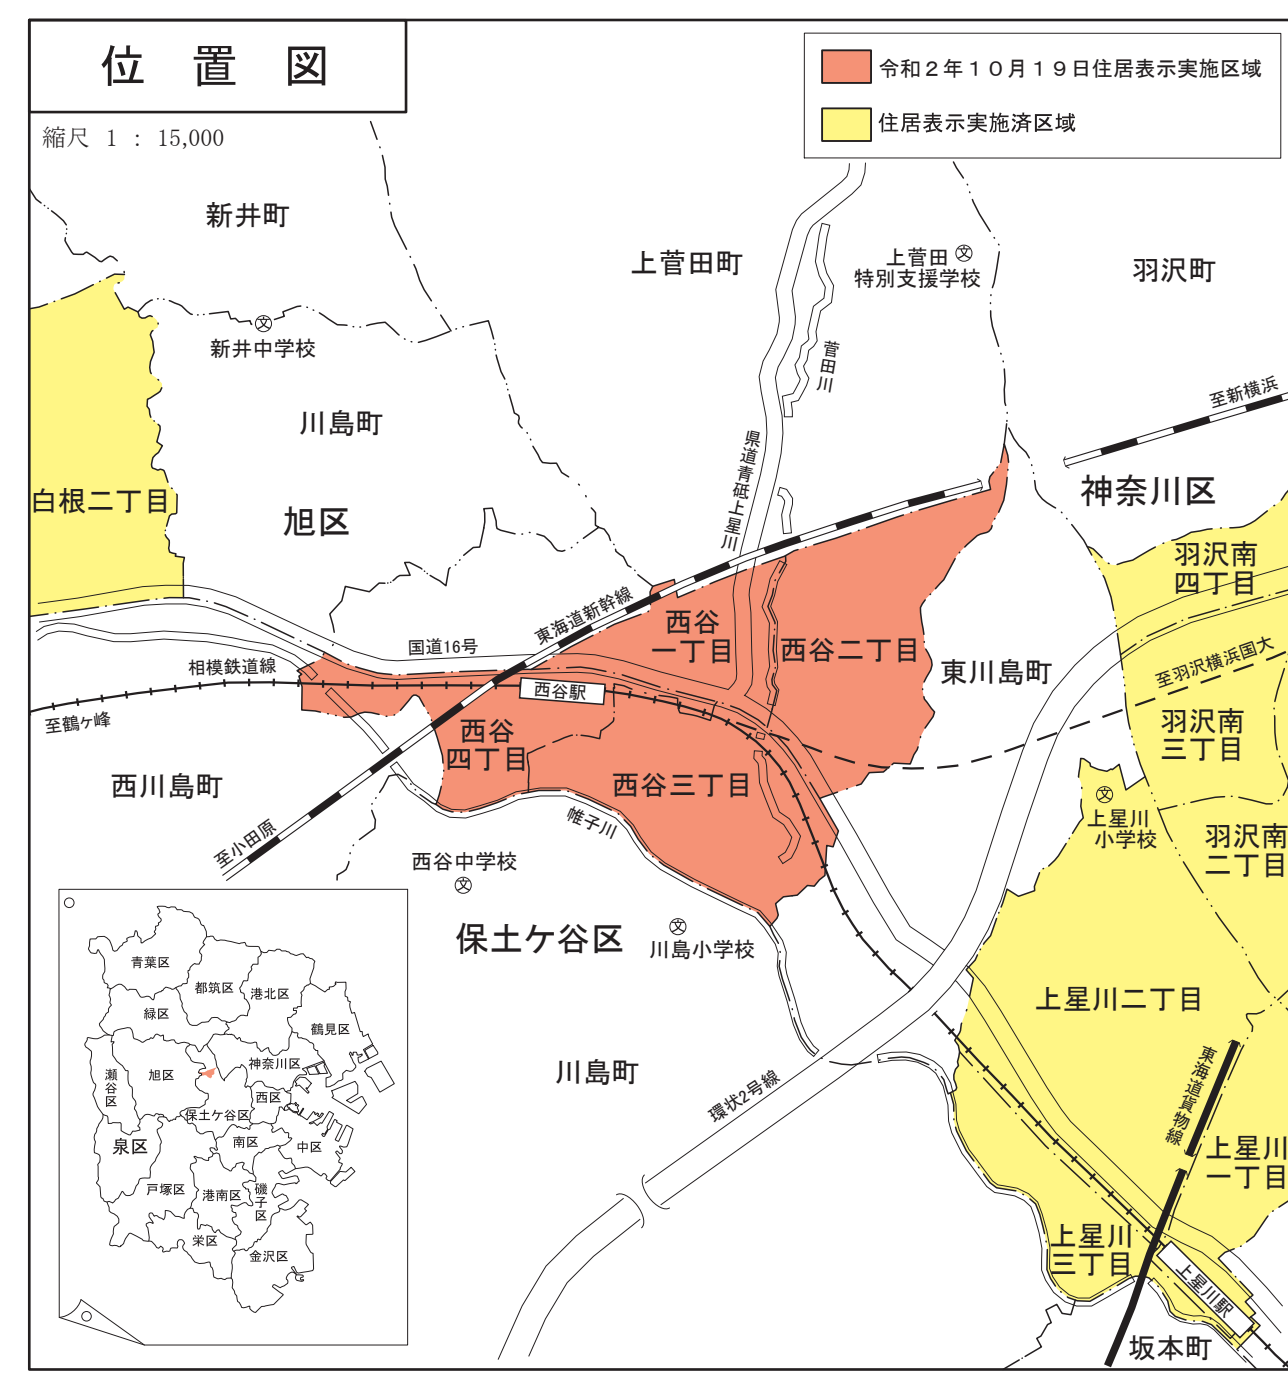 位置図
縮尺 1 : 15,000
令和2年10月19日住居表示実施区域
住居表示実施済区域
新井町
上菅田町
上菅田
特別支援学校
羽沢町
新井中学校
菅田川
至新横浜
川島町
県道青砥上星川
白根二丁目
旭区
神奈川区
羽沢南
四丁目
東海道新幹線
西谷
一丁目
国道16号
西谷二丁目
東川島町
至羽沢横浜国大
相模鉄道線
西谷駅
至鶴ヶ峰
西谷
四丁目
羽沢南
三丁目
西川島町
西谷三丁目
帷子川
上星川
小学校
至小田原
羽沢南
二丁目
西谷中学校
保土ケ谷区
川島小学校
上星川二丁目
川島町
環状2号線
東海道貨物線
上星川
一丁目
上星川
三丁目
上星川駅
坂本町
青葉区
都筑区
港北区
緑区
鶴見区
神奈川区
瀬谷区
旭区
西区
保土ケ谷区
泉区
南区
中区
戸塚区
港南区
磯子区
栄区
金沢区
文
文
文
文
文